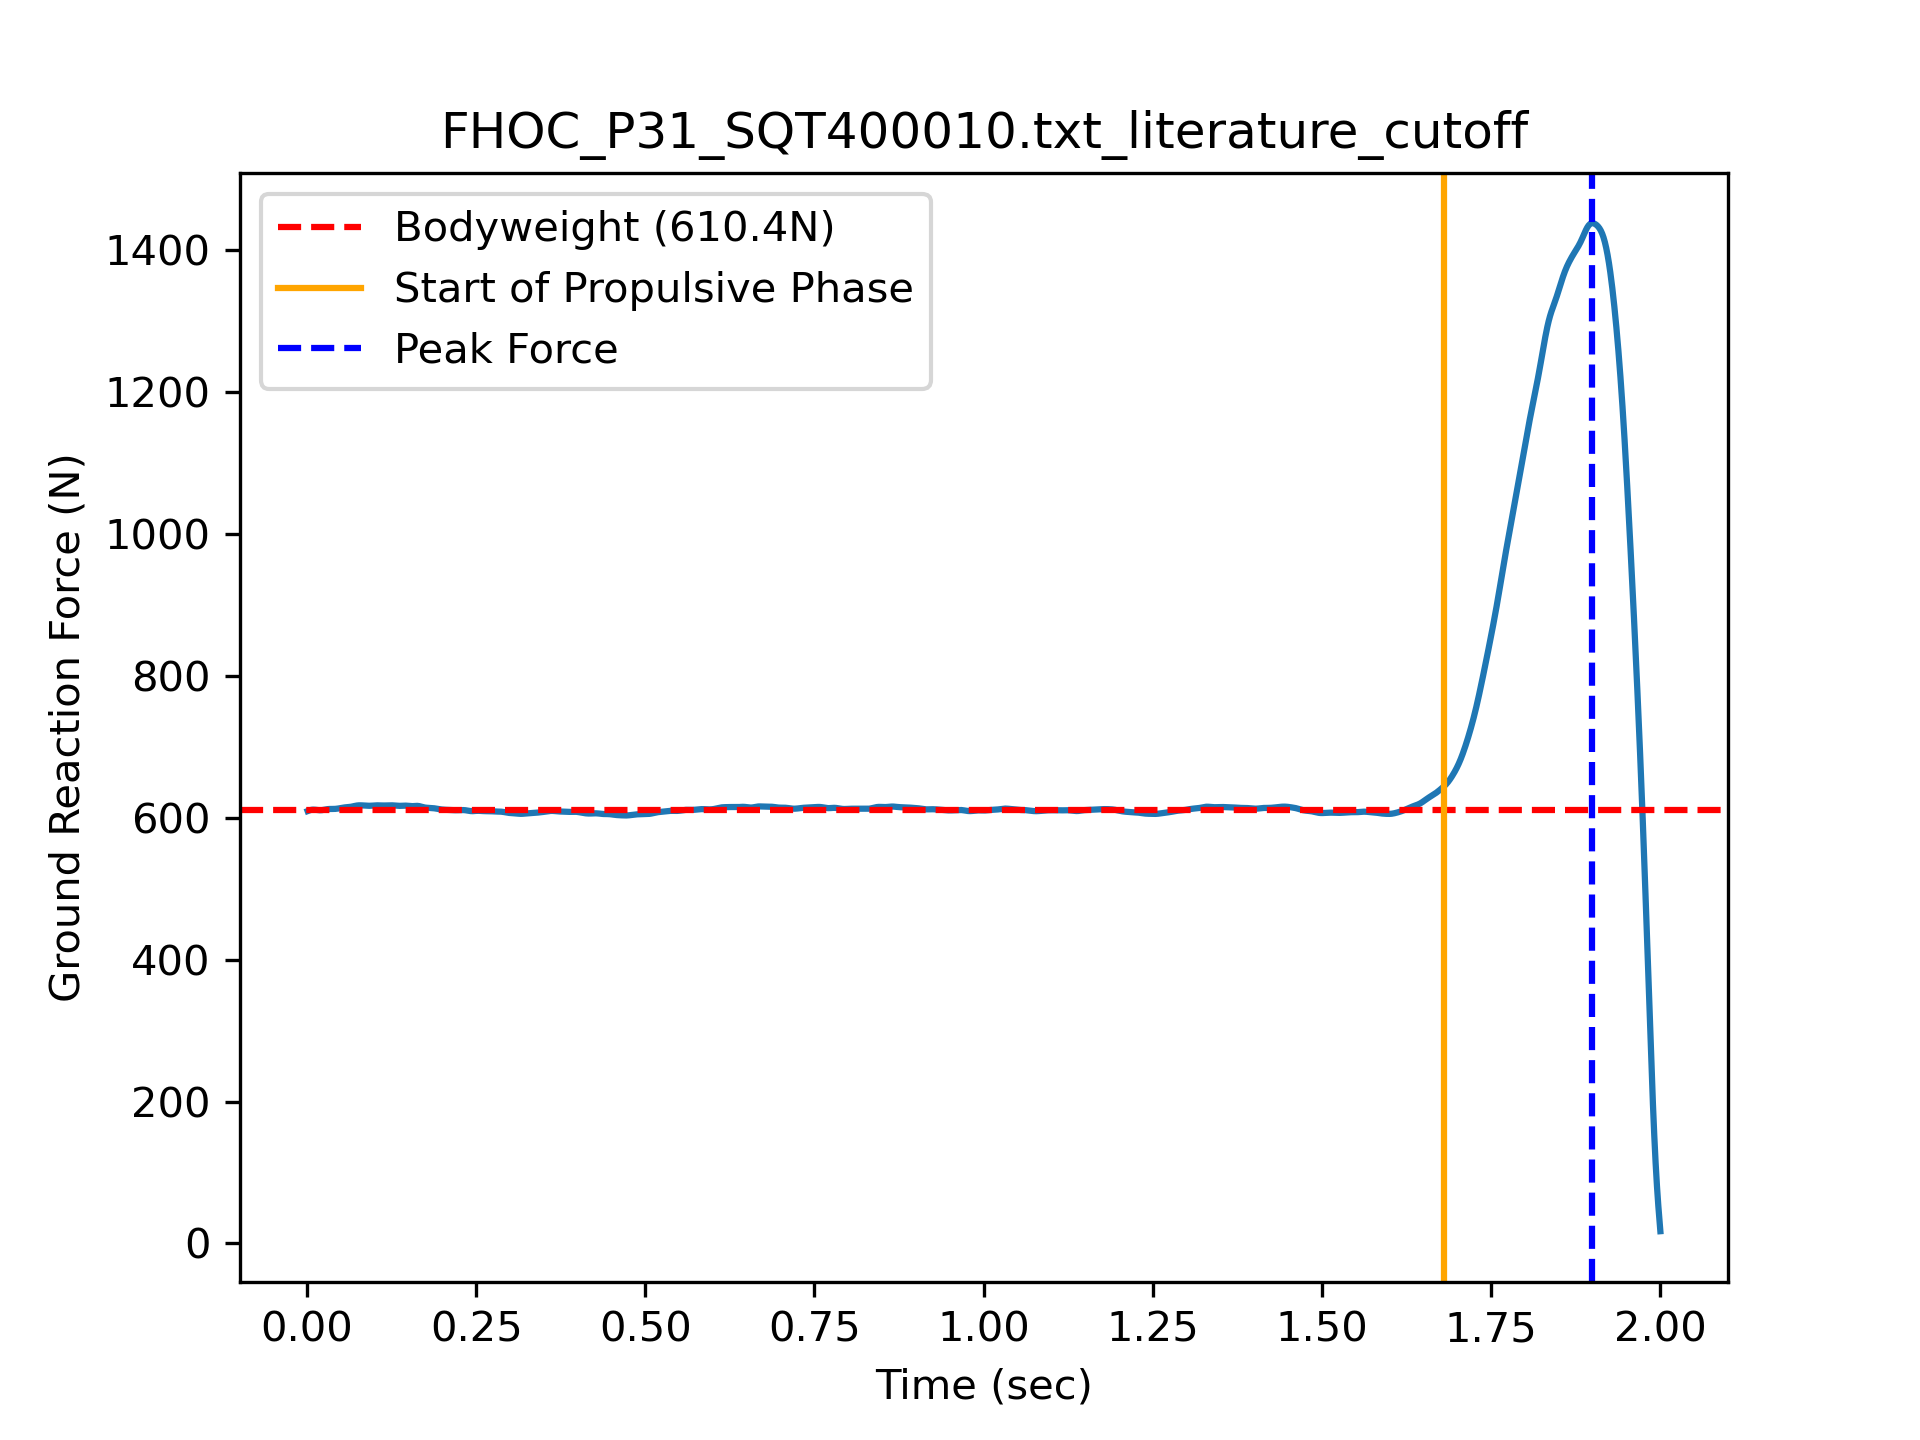 FHOC_P31_SQT400010.txt_literature_cutoff
Bodyweight (610.4N)
Start of Propulsive Phase
Peak Force
Ground Reaction Force (N)
1400
1200
1000
800
600
400
200
0
0.00 0.25 0.50 0.75 1.00 1.25 1.50 1.75 2.00
Time (sec)